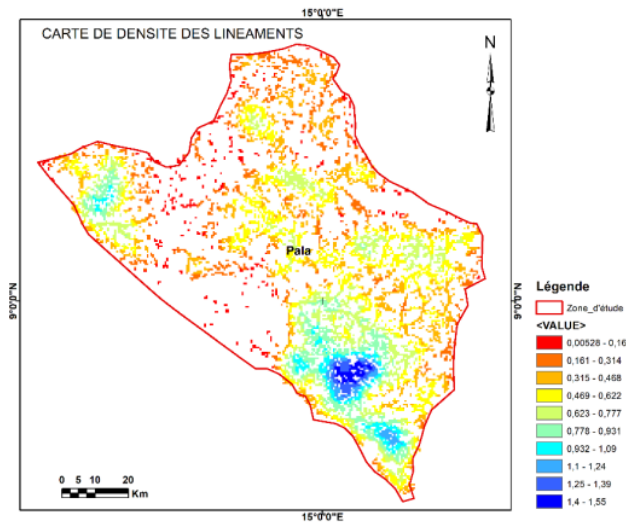 15°0'0"E
CARTE DE DENSITE DES LINEAMENTS
N
Pala
9°0'0"N
9°0'0"N
Légende
Zone_d'étude
<VALUE>
0,00528 - 0,16
0,161 - 0,314
0,315 - 0,468
0,469 - 0,622
0,623 - 0,777
0,778 - 0,931
0,932 - 1,09
1,1 - 1,24
1,25 - 1,39
1,4 - 1,55
0 5 10 20
Km
15°0'0"E